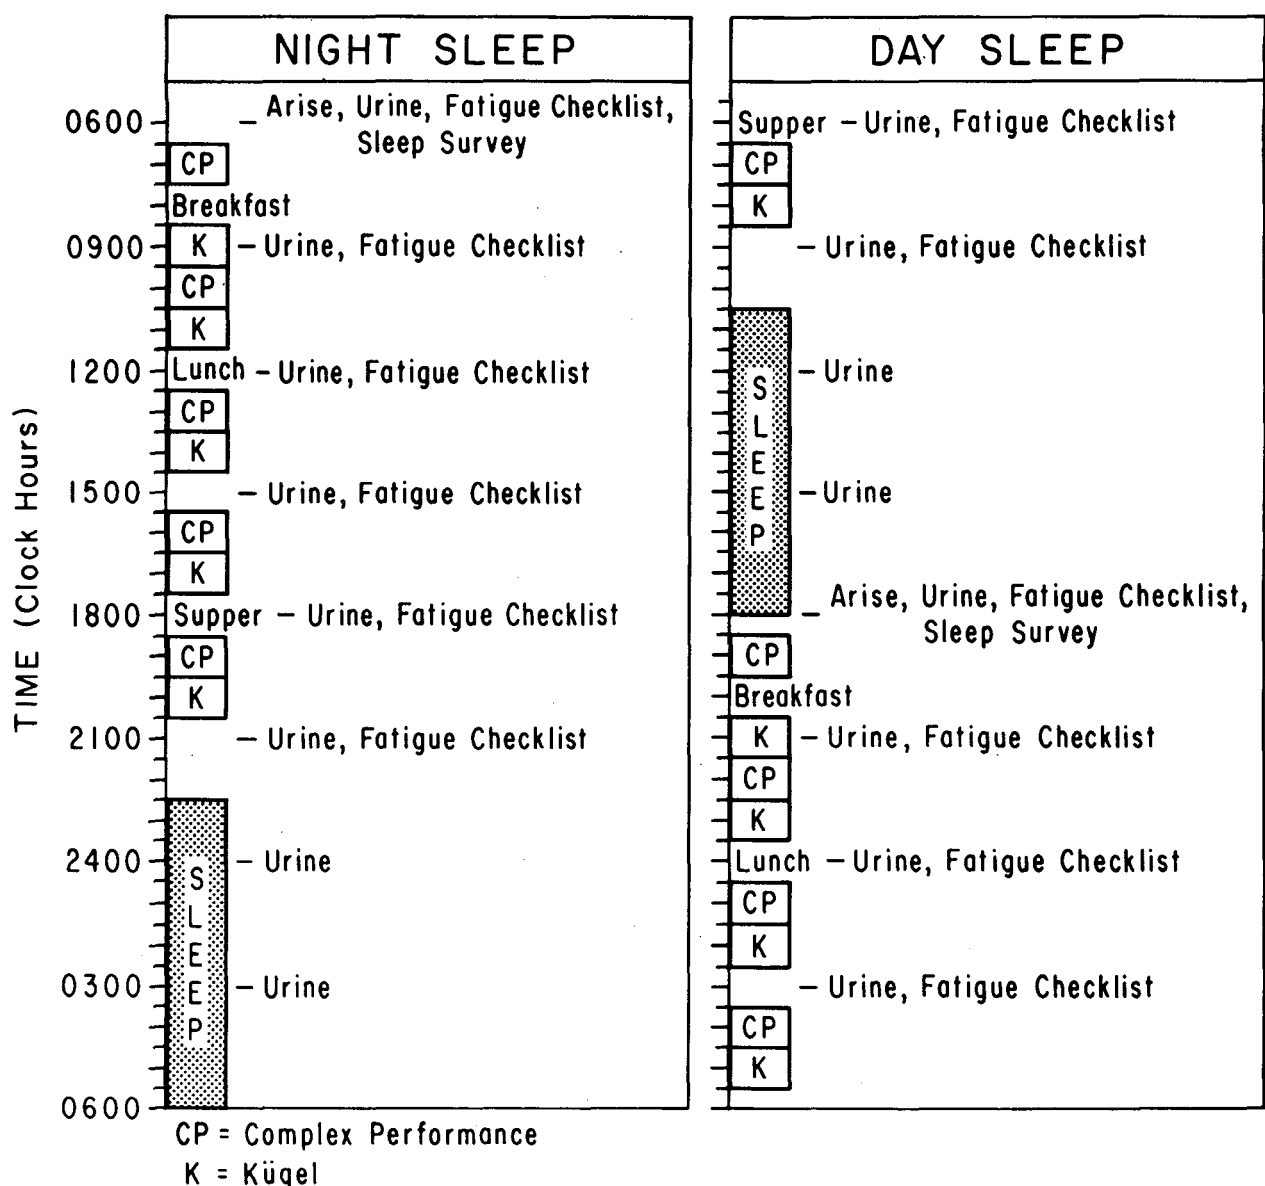 NIGHT SLEEP
DAY SLEEP
TIME (Clock Hours)
0600
Arise, Urine, Fatigue Checklist,
Sleep Survey
CP
Breakfast
0900
K – Urine, Fatigue Checklist
CP
K
1200
Lunch – Urine, Fatigue Checklist
CP
K
1500
– Urine, Fatigue Checklist
CP
K
1800
Supper – Urine, Fatigue Checklist
CP
K
2100
– Urine, Fatigue Checklist
2400
– Urine
SLEEP
0300
– Urine
0600
Supper – Urine, Fatigue Checklist
CP
K
– Urine, Fatigue Checklist
SLEEP
– Urine
– Urine
– Arise, Urine, Fatigue Checklist,
Sleep Survey
CP
Breakfast
K – Urine, Fatigue Checklist
CP
K
Lunch – Urine, Fatigue Checklist
CP
K
– Urine, Fatigue Checklist
CP
K
CP = Complex Performance
K = Kügel